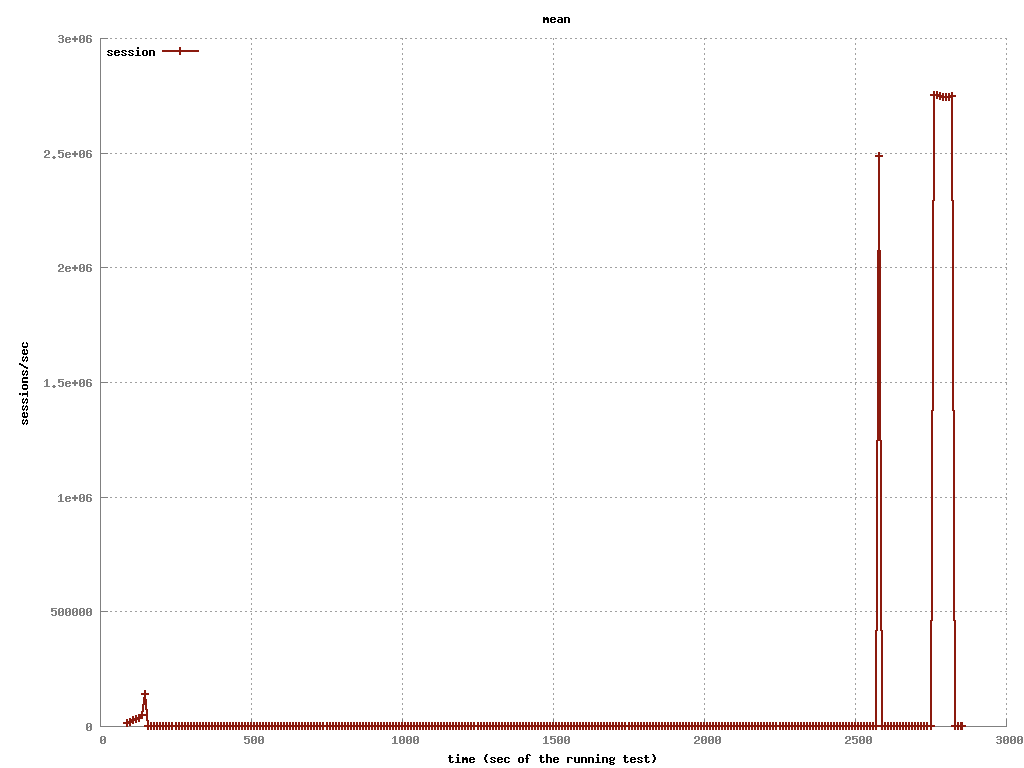 mean
3e+06
session
2.5e+06
2e+06
1.5e+06
1e+06
500000
0
sessions/sec
0 500 1000 1500 2000 2500 3000
time (sec of the running test)